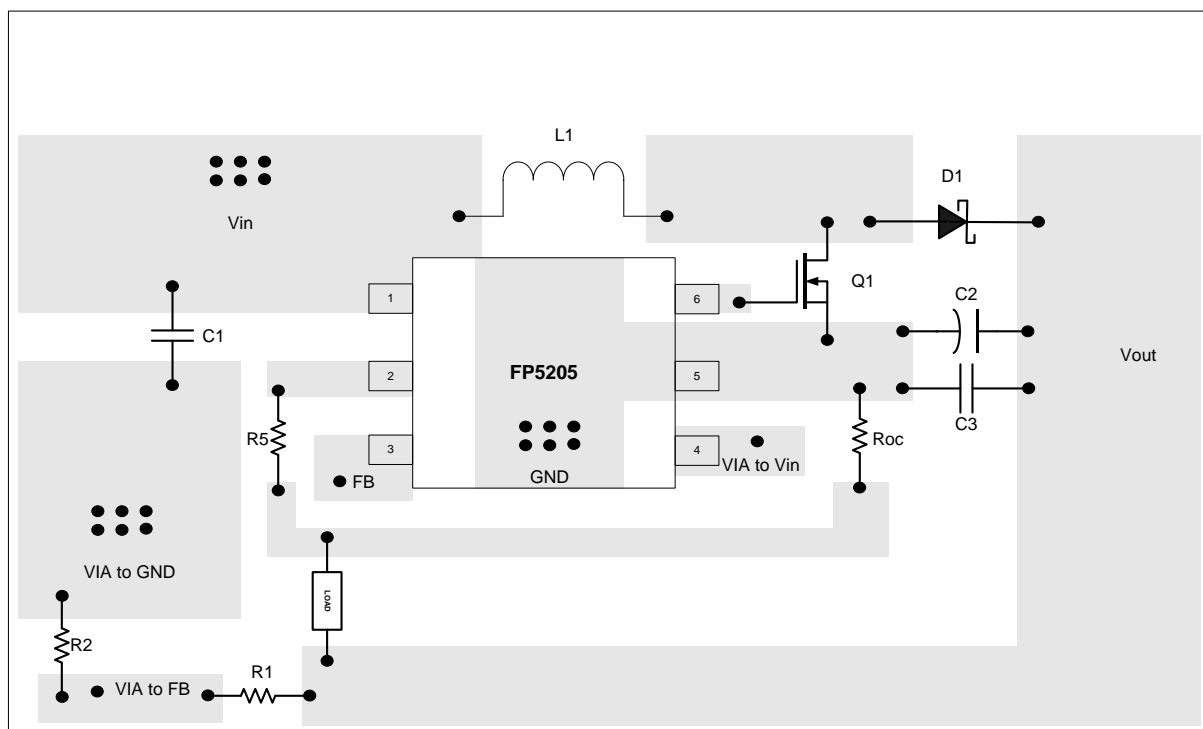 L1
D1
Vin
1
6
Q1
C2
C1
Vout
2
FP5205
5
C3
R5
Roc
3
4
VIA to Vin
FB
GND
VIA to GND
LOAD
R2
R1
VIA to FB